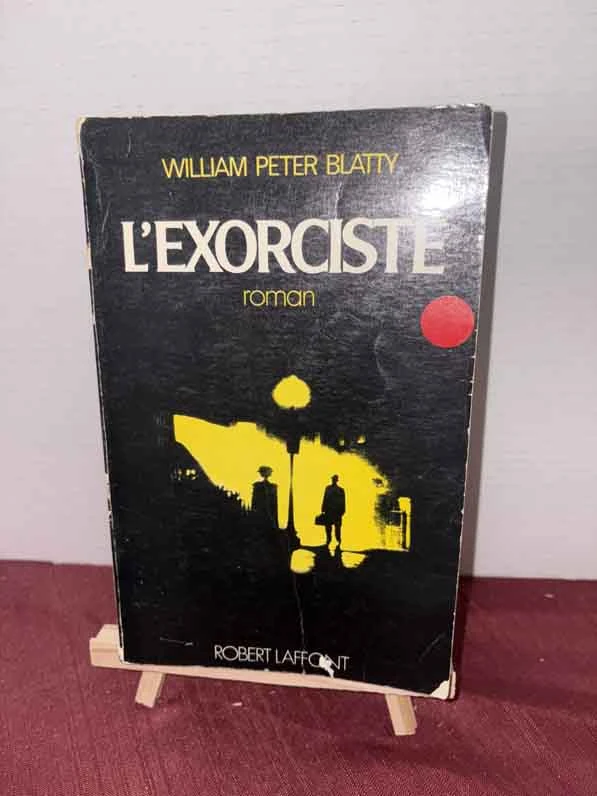 WILLIAM PETER BLATTY
L'EXORCISTE
roman
ROBERT LAFFONT